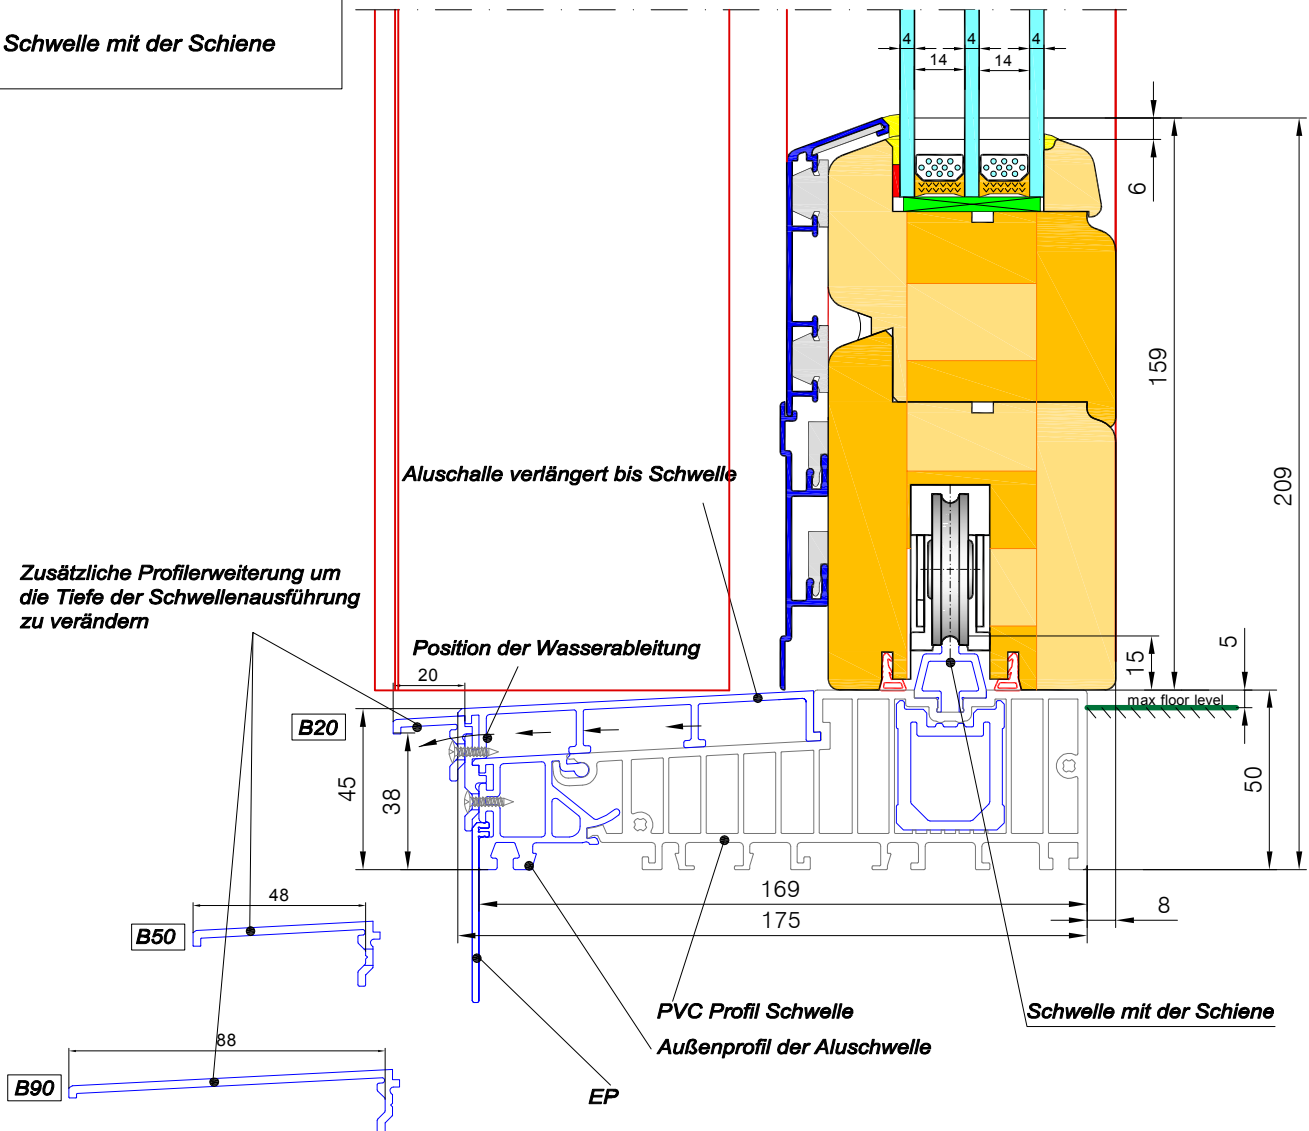 Schwelle mit der Schiene
4
4
4
14
14
6
159
209
Aluschalle verlängert bis Schwelle
Zusätzliche Profilerweiterung um
die Tiefe der Schwellenausführung
zu verändern
Position der Wasserableitung
20
15
5
max floor level
B20
45
38
50
169
175
8
48
B50
PVC Profil Schwelle
Schwelle mit der Schiene
Außenprofil der Aluschwelle
88
B90
EP